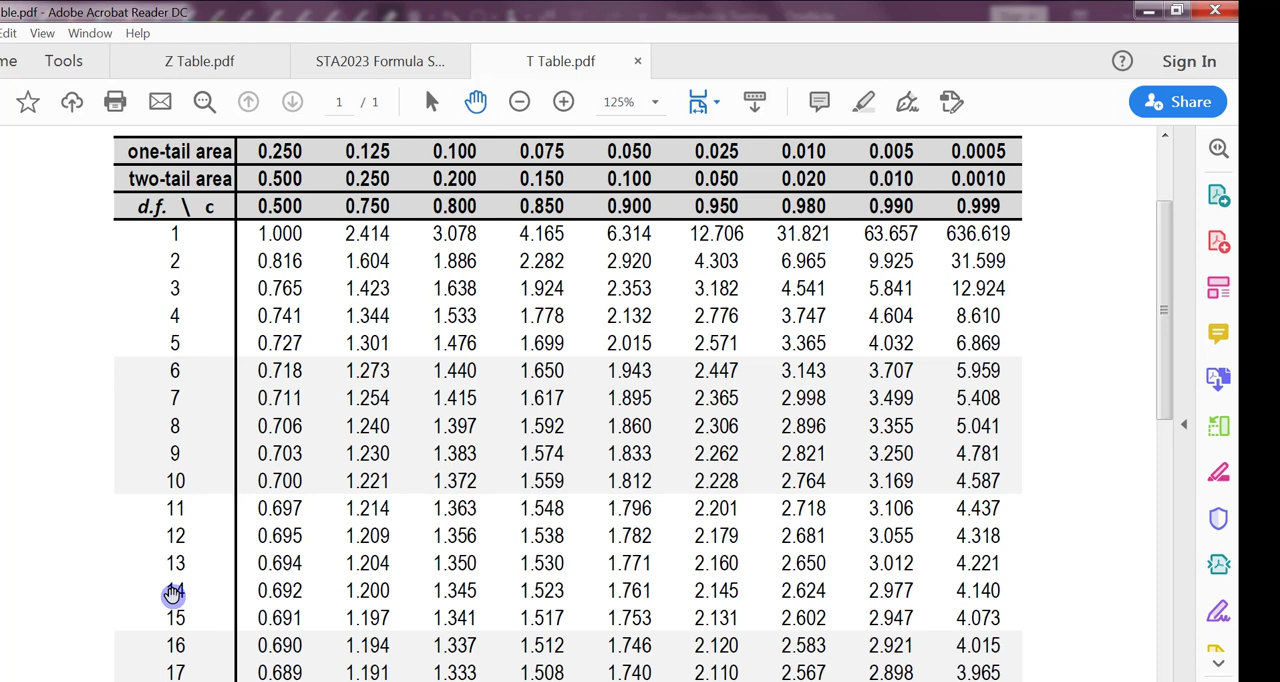 ble.pdf - Adobe Acrobat Reader DC
Edit View Window Help
me Tools Z Table.pdf STA2023 Formula S... T Table.pdf × ? Sign In
1 / 1 125% Share
one-tail area 0.250 0.125 0.100 0.075 0.050 0.025 0.010 0.005 0.0005
two-tail area 0.500 0.250 0.200 0.150 0.100 0.050 0.020 0.010 0.0010
d.f. \ c 0.500 0.750 0.800 0.850 0.900 0.950 0.980 0.990 0.999
1 1.000 2.414 3.078 4.165 6.314 12.706 31.821 63.657 636.619
2 0.816 1.604 1.886 2.282 2.920 4.303 6.965 9.925 31.599
3 0.765 1.423 1.638 1.924 2.353 3.182 4.541 5.841 12.924
4 0.741 1.344 1.533 1.778 2.132 2.776 3.747 4.604 8.610
5 0.727 1.301 1.476 1.699 2.015 2.571 3.365 4.032 6.869
6 0.718 1.273 1.440 1.650 1.943 2.447 3.143 3.707 5.959
7 0.711 1.254 1.415 1.617 1.895 2.365 2.998 3.499 5.408
8 0.706 1.240 1.397 1.592 1.860 2.306 2.896 3.355 5.041
9 0.703 1.230 1.383 1.574 1.833 2.262 2.821 3.250 4.781
10 0.700 1.221 1.372 1.559 1.812 2.228 2.764 3.169 4.587
11 0.697 1.214 1.363 1.548 1.796 2.201 2.718 3.106 4.437
12 0.695 1.209 1.356 1.538 1.782 2.179 2.681 3.055 4.318
13 0.694 1.204 1.350 1.530 1.771 2.160 2.650 3.012 4.221
14 0.692 1.200 1.345 1.523 1.761 2.145 2.624 2.977 4.140
15 0.691 1.197 1.341 1.517 1.753 2.131 2.602 2.947 4.073
16 0.690 1.194 1.337 1.512 1.746 2.120 2.583 2.921 4.015
17 0.689 1.191 1.333 1.508 1.740 2.110 2.567 2.898 3.965